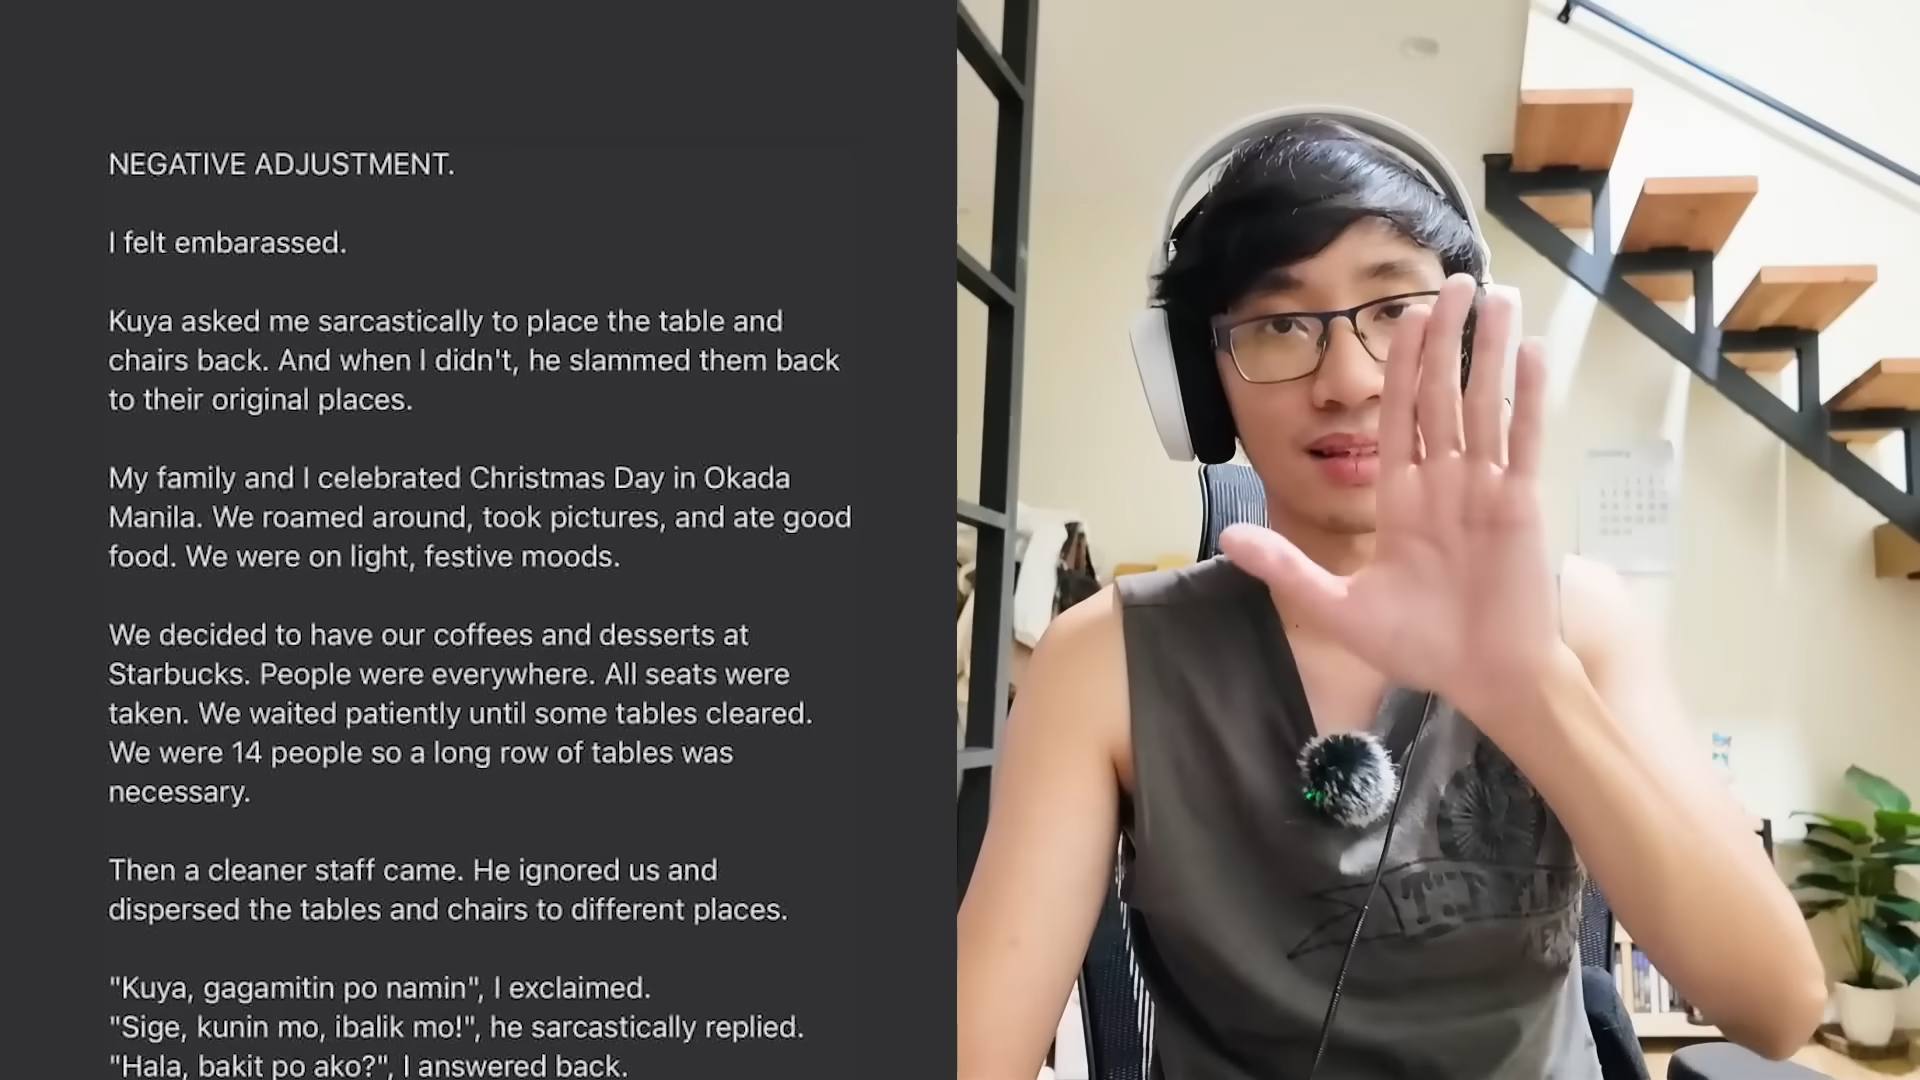 NEGATIVE ADJUSTMENT.
I felt embarassed.
Kuya asked me sarcastically to place the table and
chairs back. And when I didn't, he slammed them back
to their original places.
My family and I celebrated Christmas Day in Okada
Manila. We roamed around, took pictures, and ate good
food. We were on light, festive moods.
We decided to have our coffees and desserts at
Starbucks. People were everywhere. All seats were
taken. We waited patiently until some tables cleared.
We were 14 people so a long row of tables was
necessary.
Then a cleaner staff came. He ignored us and
dispersed the tables and chairs to different places.
"Kuya, gagamitin po namin", I exclaimed.
"Sige, kunin mo, ibalik mo!", he sarcastically replied.
"Hala, bakit po ako?", I answered back.